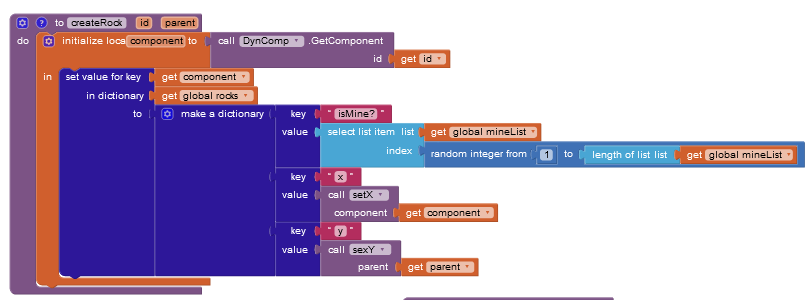 ? to createRock id parent
do initialize local component to call DynComp .GetComponent
id get id
in set value for key get component
in dictionary get global rocks
to make a dictionary key " isMine? "
value select list item list get global mineList
index random integer from 1 to length of list list get global mineList
key " x "
value call setX
component get component
key " y "
value call sexY
parent get parent